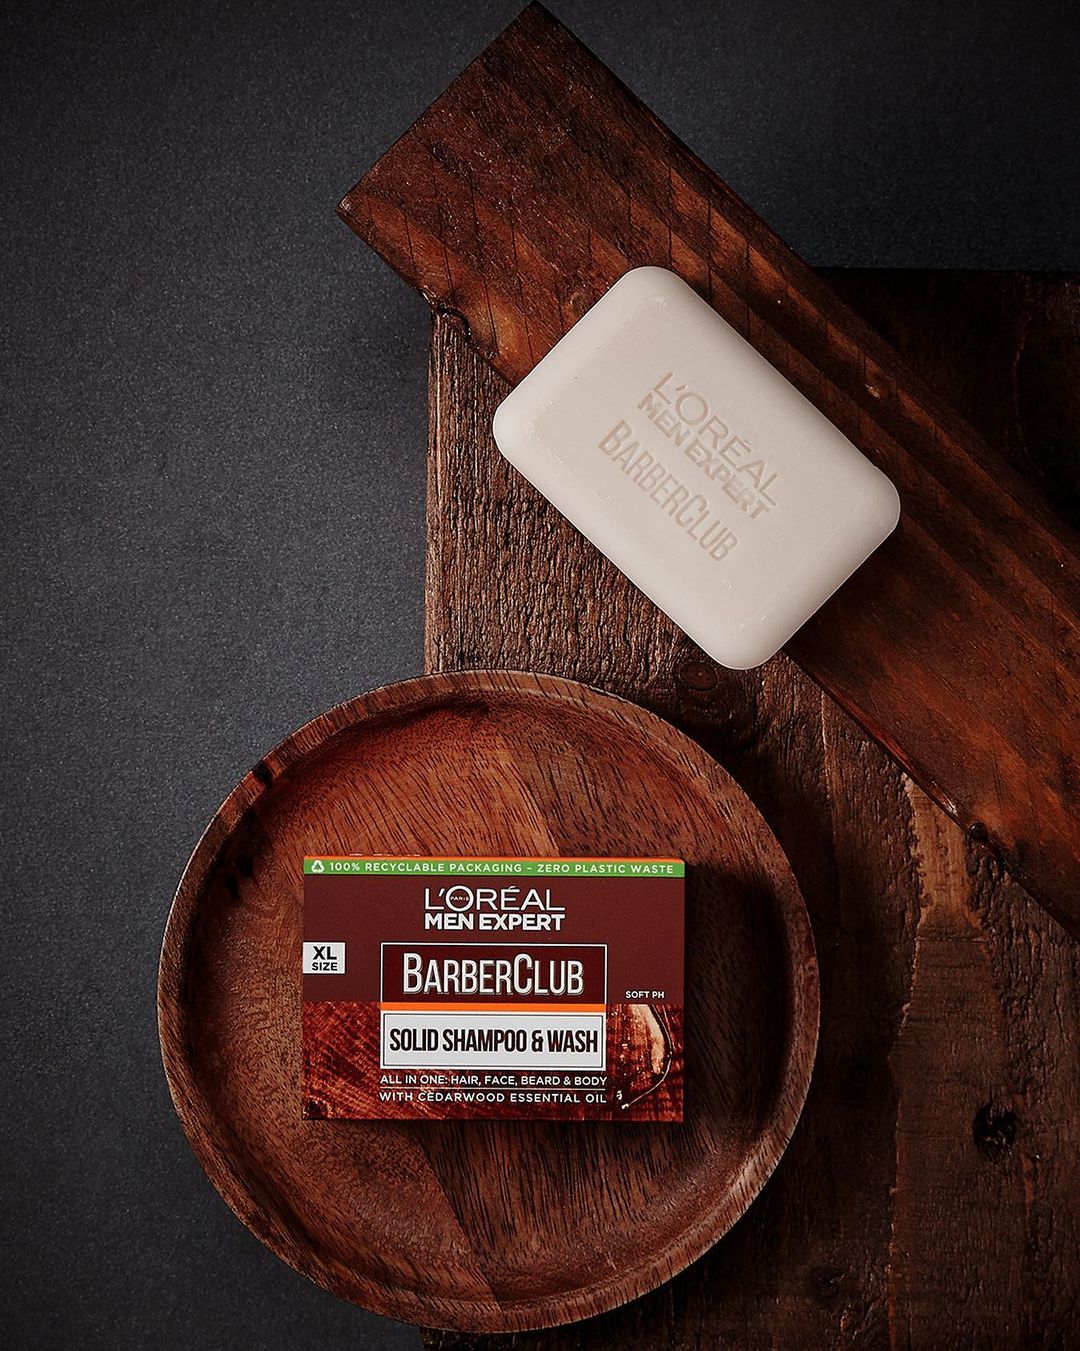 L'ORÉAL
MEN EXPERT
BARBERCLUB
100% RECYCLABLE PACKAGING – ZERO PLASTIC WASTE
L'ORÉAL
PARIS
MEN EXPERT
XL
SIZE
BARBERCLUB
SOFT PH
SOLID SHAMPOO & WASH
ALL IN ONE: HAIR, FACE, BEARD & BODY
WITH CEDARWOOD ESSENTIAL OIL